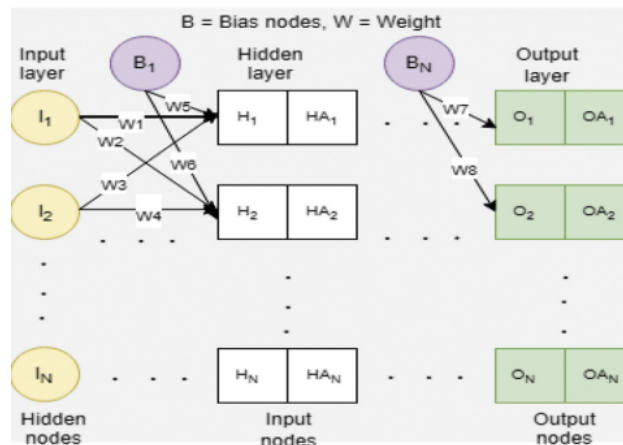 B = Bias nodes, W = Weight
Input layer
B1
Hidden layer
BN
Output layer
I1
W1
W5
H1
HA1
W7
O1
OA1
W2
W6
W8
W3
I2
W4
H2
HA2
O2
OA2
IN
HN
HAN
ON
OAN
Hidden nodes
Input nodes
Output nodes